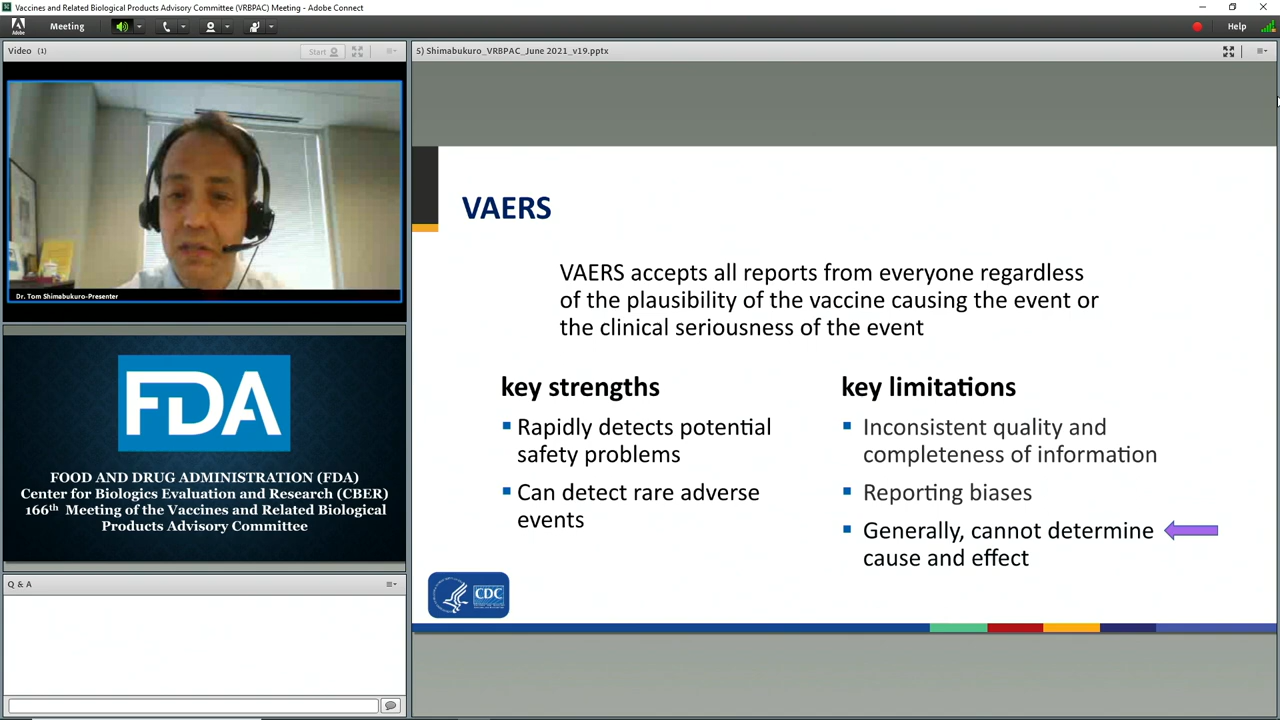 Vaccines and Related Biological Products Advisory Committee (VRBPAC) Meeting - Adobe Connect
Adobe
Meeting
Help
Video (1)
Start
Dr. Tom Shimabukuro-Presenter
FDA
FOOD AND DRUG ADMINISTRATION (FDA)
Center for Biologics Evaluation and Research (CBER)
166th Meeting of the Vaccines and Related Biological
Products Advisory Committee
Q & A
5) Shimabukuro_VRBPAC_June 2021_v19.pptx
VAERS
VAERS accepts all reports from everyone regardless
of the plausibility of the vaccine causing the event or
the clinical seriousness of the event
key strengths
▪ Rapidly detects potential
safety problems
▪ Can detect rare adverse
events
key limitations
▪ Inconsistent quality and
completeness of information
▪ Reporting biases
▪ Generally, cannot determine
cause and effect
CDC